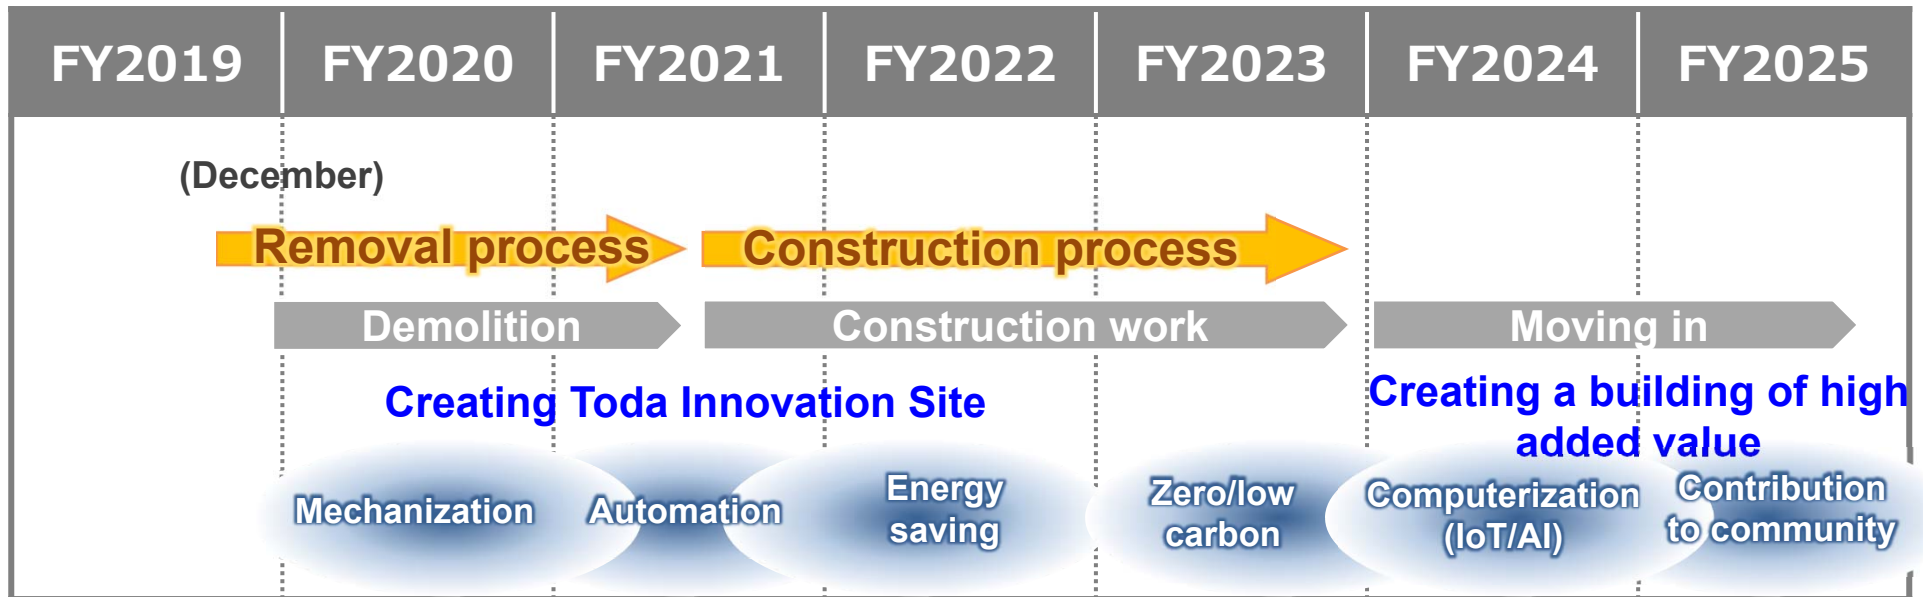 FY2019 FY2020 FY2021 FY2022 FY2023 FY2024 FY2025
(December)
Removal process Construction process
Demolition Construction work Moving in
Creating Toda Innovation Site
Creating a building of high
added value
Mechanization
Automation
Energy
saving
Zero/low
carbon
Computerization
(IoT/AI)
Contribution
to community